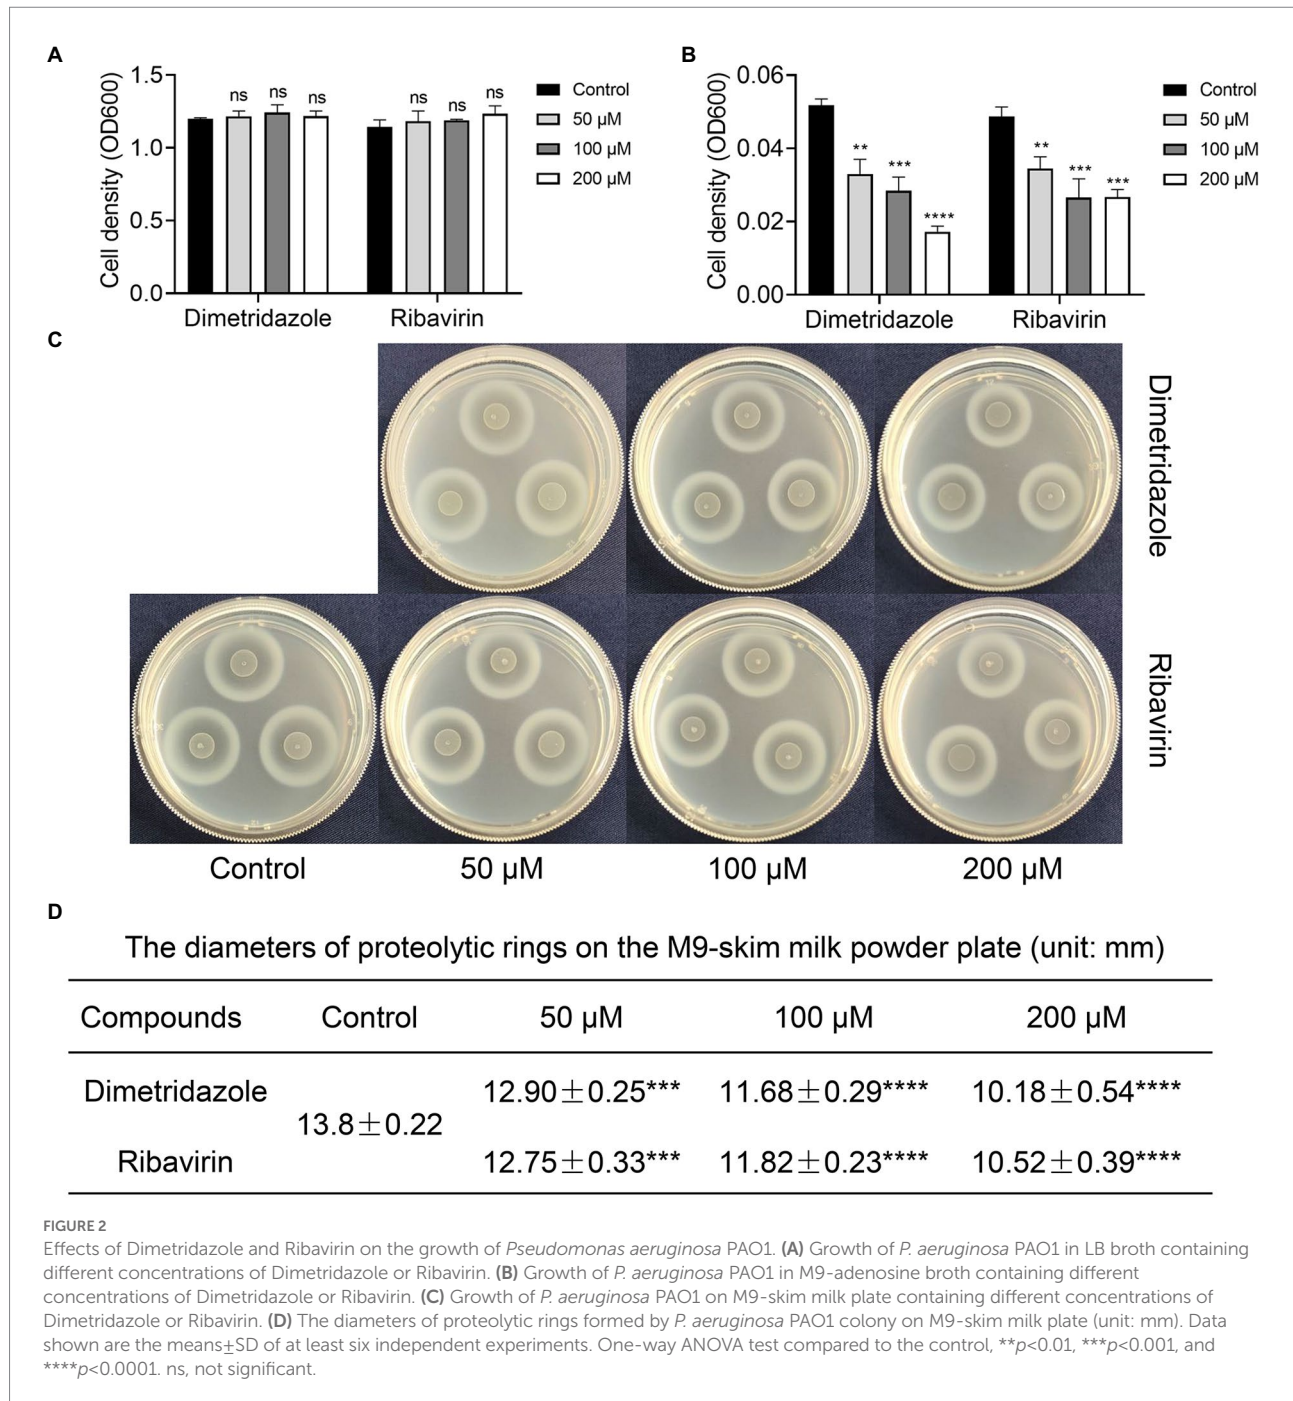 A
1.5
1.0
0.5
0.0
Cell density (OD600)
ns ns ns
ns ns ns
Dimetridazole
Ribavirin
Control
50 μM
100 μM
200 μM
B
0.06
0.04
0.02
0.00
Cell density (OD600)
** *** ****
** *** ***
Dimetridazole
Ribavirin
Control
50 μM
100 μM
200 μM
C
Dimetridazole
Ribavirin
Control 50 μM 100 μM 200 μM
D
The diameters of proteolytic rings on the M9-skim milk powder plate (unit: mm)
Compounds Control 50 μM 100 μM 200 μM
Dimetridazole 12.90±0.25*** 11.68±0.29**** 10.18±0.54****
13.8±0.22
Ribavirin 12.75±0.33*** 11.82±0.23**** 10.52±0.39****
FIGURE 2
Effects of Dimetridazole and Ribavirin on the growth of Pseudomonas aeruginosa PAO1. (A) Growth of P. aeruginosa PAO1 in LB broth containing
different concentrations of Dimetridazole or Ribavirin. (B) Growth of P. aeruginosa PAO1 in M9-adenosine broth containing different
concentrations of Dimetridazole or Ribavirin. (C) Growth of P. aeruginosa PAO1 on M9-skim milk plate containing different concentrations of
Dimetridazole or Ribavirin. (D) The diameters of proteolytic rings formed by P. aeruginosa PAO1 colony on M9-skim milk plate (unit: mm). Data
shown are the means±SD of at least six independent experiments. One-way ANOVA test compared to the control, **p<0.01, ***p<0.001, and
****p<0.0001. ns, not significant.